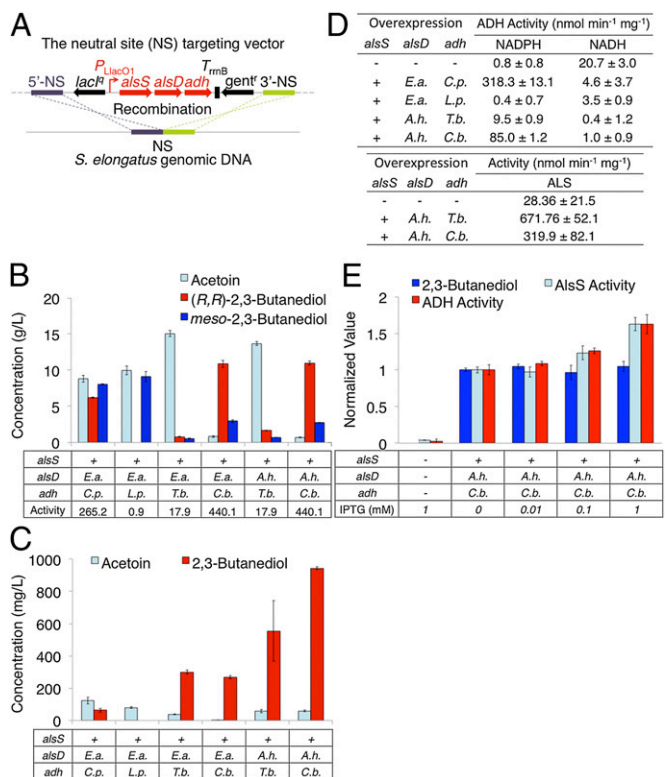 A
The neutral site (NS) targeting vector
5'-NS lacIq PLlacO1 alsS alsD adh TrrnB gentr 3'-NS
Recombination
NS
S. elongatus genomic DNA
D
Overexpression ADH Activity (nmol min-1 mg-1)
alsS alsD adh NADPH NADH
- - - 0.8 ± 0.8 20.7 ± 3.0
+ E.a. C.p. 318.3 ± 13.1 4.6 ± 3.7
+ E.a. L.p. 0.4 ± 0.7 3.5 ± 0.9
+ A.h. T.b. 9.5 ± 0.9 0.4 ± 1.2
+ A.h. C.b. 85.0 ± 1.2 1.0 ± 0.9
Overexpression Activity (nmol min-1 mg-1)
alsS alsD adh ALS
- - - 28.36 ± 21.5
+ A.h. T.b. 671.76 ± 52.1
+ A.h. C.b. 319.9 ± 82.1
B
Acetoin
(R,R)-2,3-Butanediol
meso-2,3-Butanediol
Concentration (g/L)
20
15
10
5
0
alsS + + + + + +
alsD E.a. E.a. E.a. E.a. A.h. A.h.
adh C.p. L.p. T.b. C.b. T.b. C.b.
Activity 265.2 0.9 17.9 440.1 17.9 440.1
E
2,3-Butanediol AlsS Activity
ADH Activity
Normalized Value
2
1.5
1
0.5
0
alsS - + + + +
alsD - A.h. A.h. A.h. A.h.
adh - C.b. C.b. C.b. C.b.
IPTG (mM) 1 0 0.01 0.1 1
C
Acetoin 2,3-Butanediol
Concentration (mg/L)
1000
800
600
400
200
0
alsS + + + + + +
alsD E.a. E.a. E.a. E.a. A.h. A.h.
adh C.p. L.p. T.b. C.b. T.b. C.b.